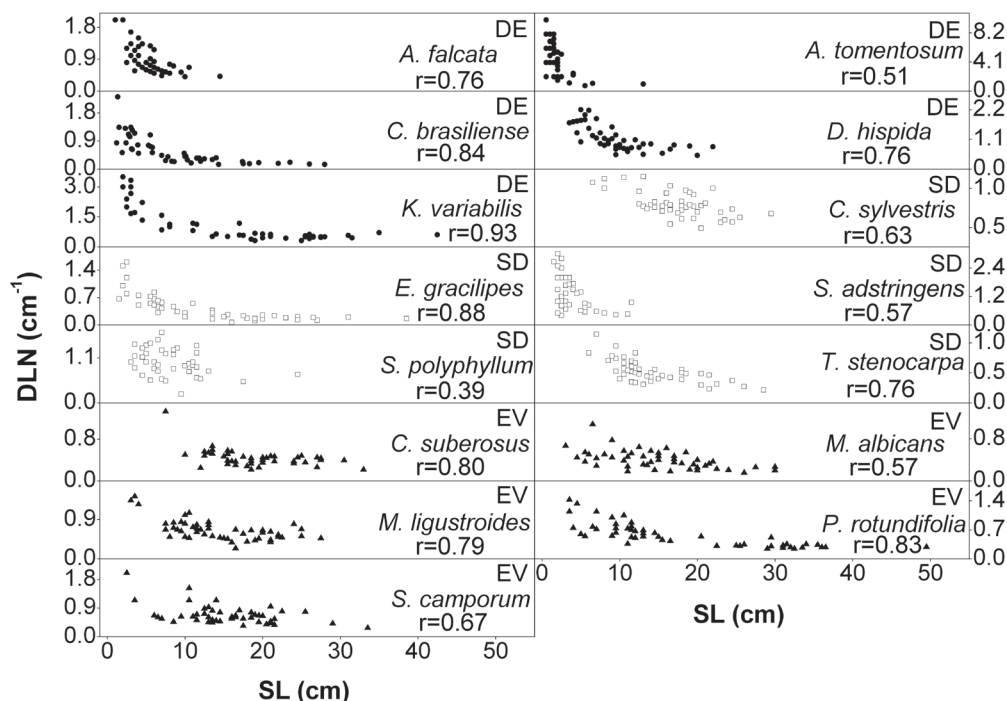 1.8
0.9
0.0
DE
A. falcata
r=0.76
DE
A. tomentosum
r=0.51
8.2
4.1
0.0
1.8
0.9
0.0
DE
C. brasiliense
r=0.84
DE
D. hispida
r=0.76
2.2
1.1
0.0
3.0
1.5
0.0
DE
K. variabilis
r=0.93
SD
C. sylvestris
r=0.63
1.0
0.5
1.4
0.7
0.0
SD
E. gracilipes
r=0.88
SD
S. adstringens
r=0.57
2.4
1.2
0.0
1.1
0.0
SD
S. polyphyllum
r=0.39
SD
T. stenocarpa
r=0.76
1.0
0.5
0.0
0.8
0.0
EV
C. suberosus
r=0.80
EV
M. albicans
r=0.57
0.8
0.0
0.9
0.0
EV
M. ligustroides
r=0.79
EV
P. rotundifolia
r=0.83
1.4
0.7
0.0
1.8
0.9
0.0
EV
S. camporum
r=0.67
0 10 20 30 40 50
SL (cm)
0 10 20 30 40 50
SL (cm)
DLN (cm⁻¹)